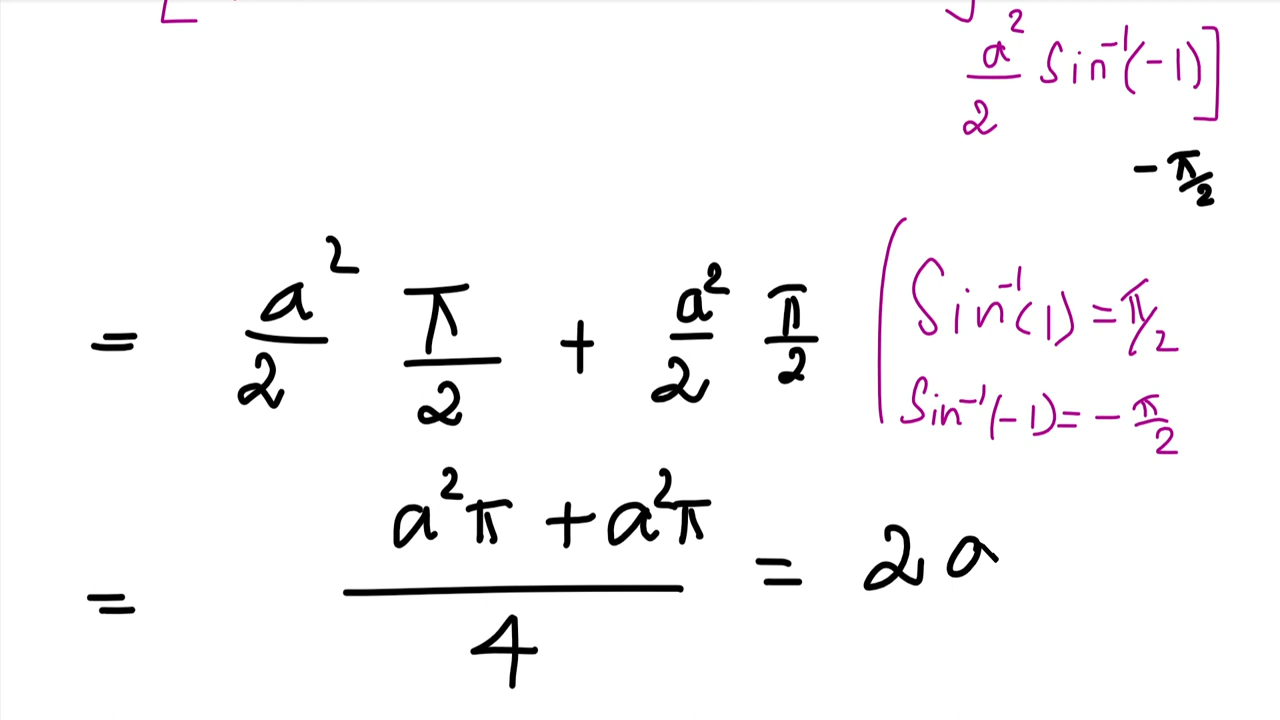 a²/2 Sin⁻¹(-1)]
- π/2
= a²/2 π/2 + a²/2 π/2
Sin⁻¹(1) = π/2
Sin⁻¹(-1) = - π/2
= (a²π + a²π)/4 = 2a